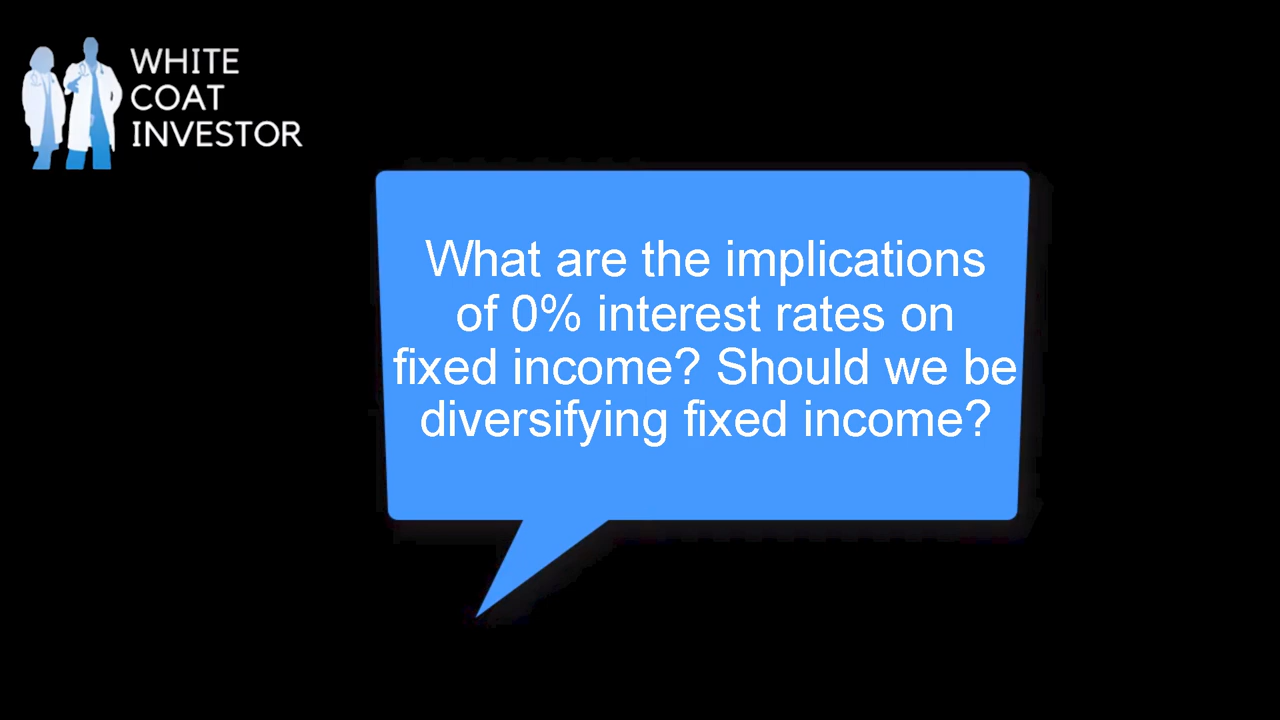 WHITE
COAT
INVESTOR
What are the implications
of 0% interest rates on
fixed income? Should we be
diversifying fixed income?